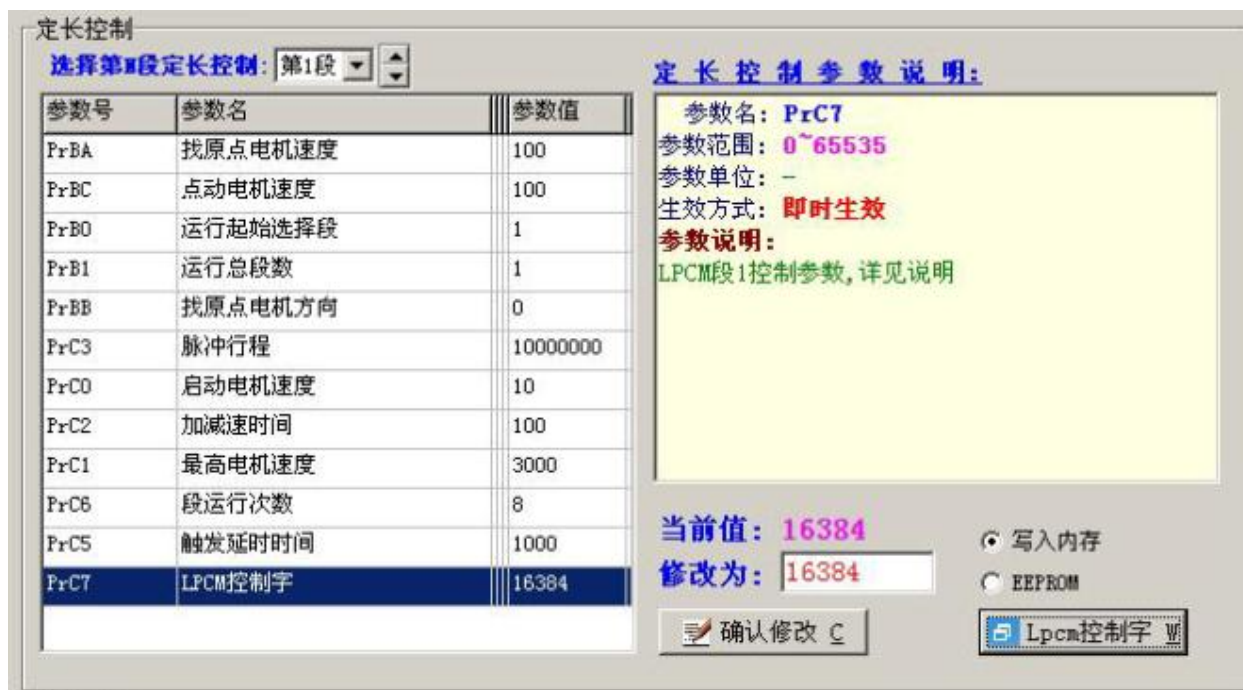 定长控制
选择第M段定长控制: 第1段
参数号 参数名 参数值
PrBA 找原点电机速度 100
PrBC 点动电机速度 100
PrB0 运行起始选择段 1
PrB1 运行总段数 1
PrBB 找原点电机方向 0
PrC3 脉冲行程 10000000
PrC0 启动电机速度 10
PrC2 加减速时间 100
PrC1 最高电机速度 3000
PrC6 段运行次数 8
PrC5 触发延时时间 1000
PrC7 LPCM控制字 16384
定 长 控 制 参 数 说 明:
参数名: PrC7
参数范围: 0~65535
参数单位: -
生效方式: 即时生效
参数说明:
LPCM段1控制参数,详见说明
当前值: 16384
修改为: 16384
写入内存
EEPROM
确认修改 C
Lpcm控制字 W